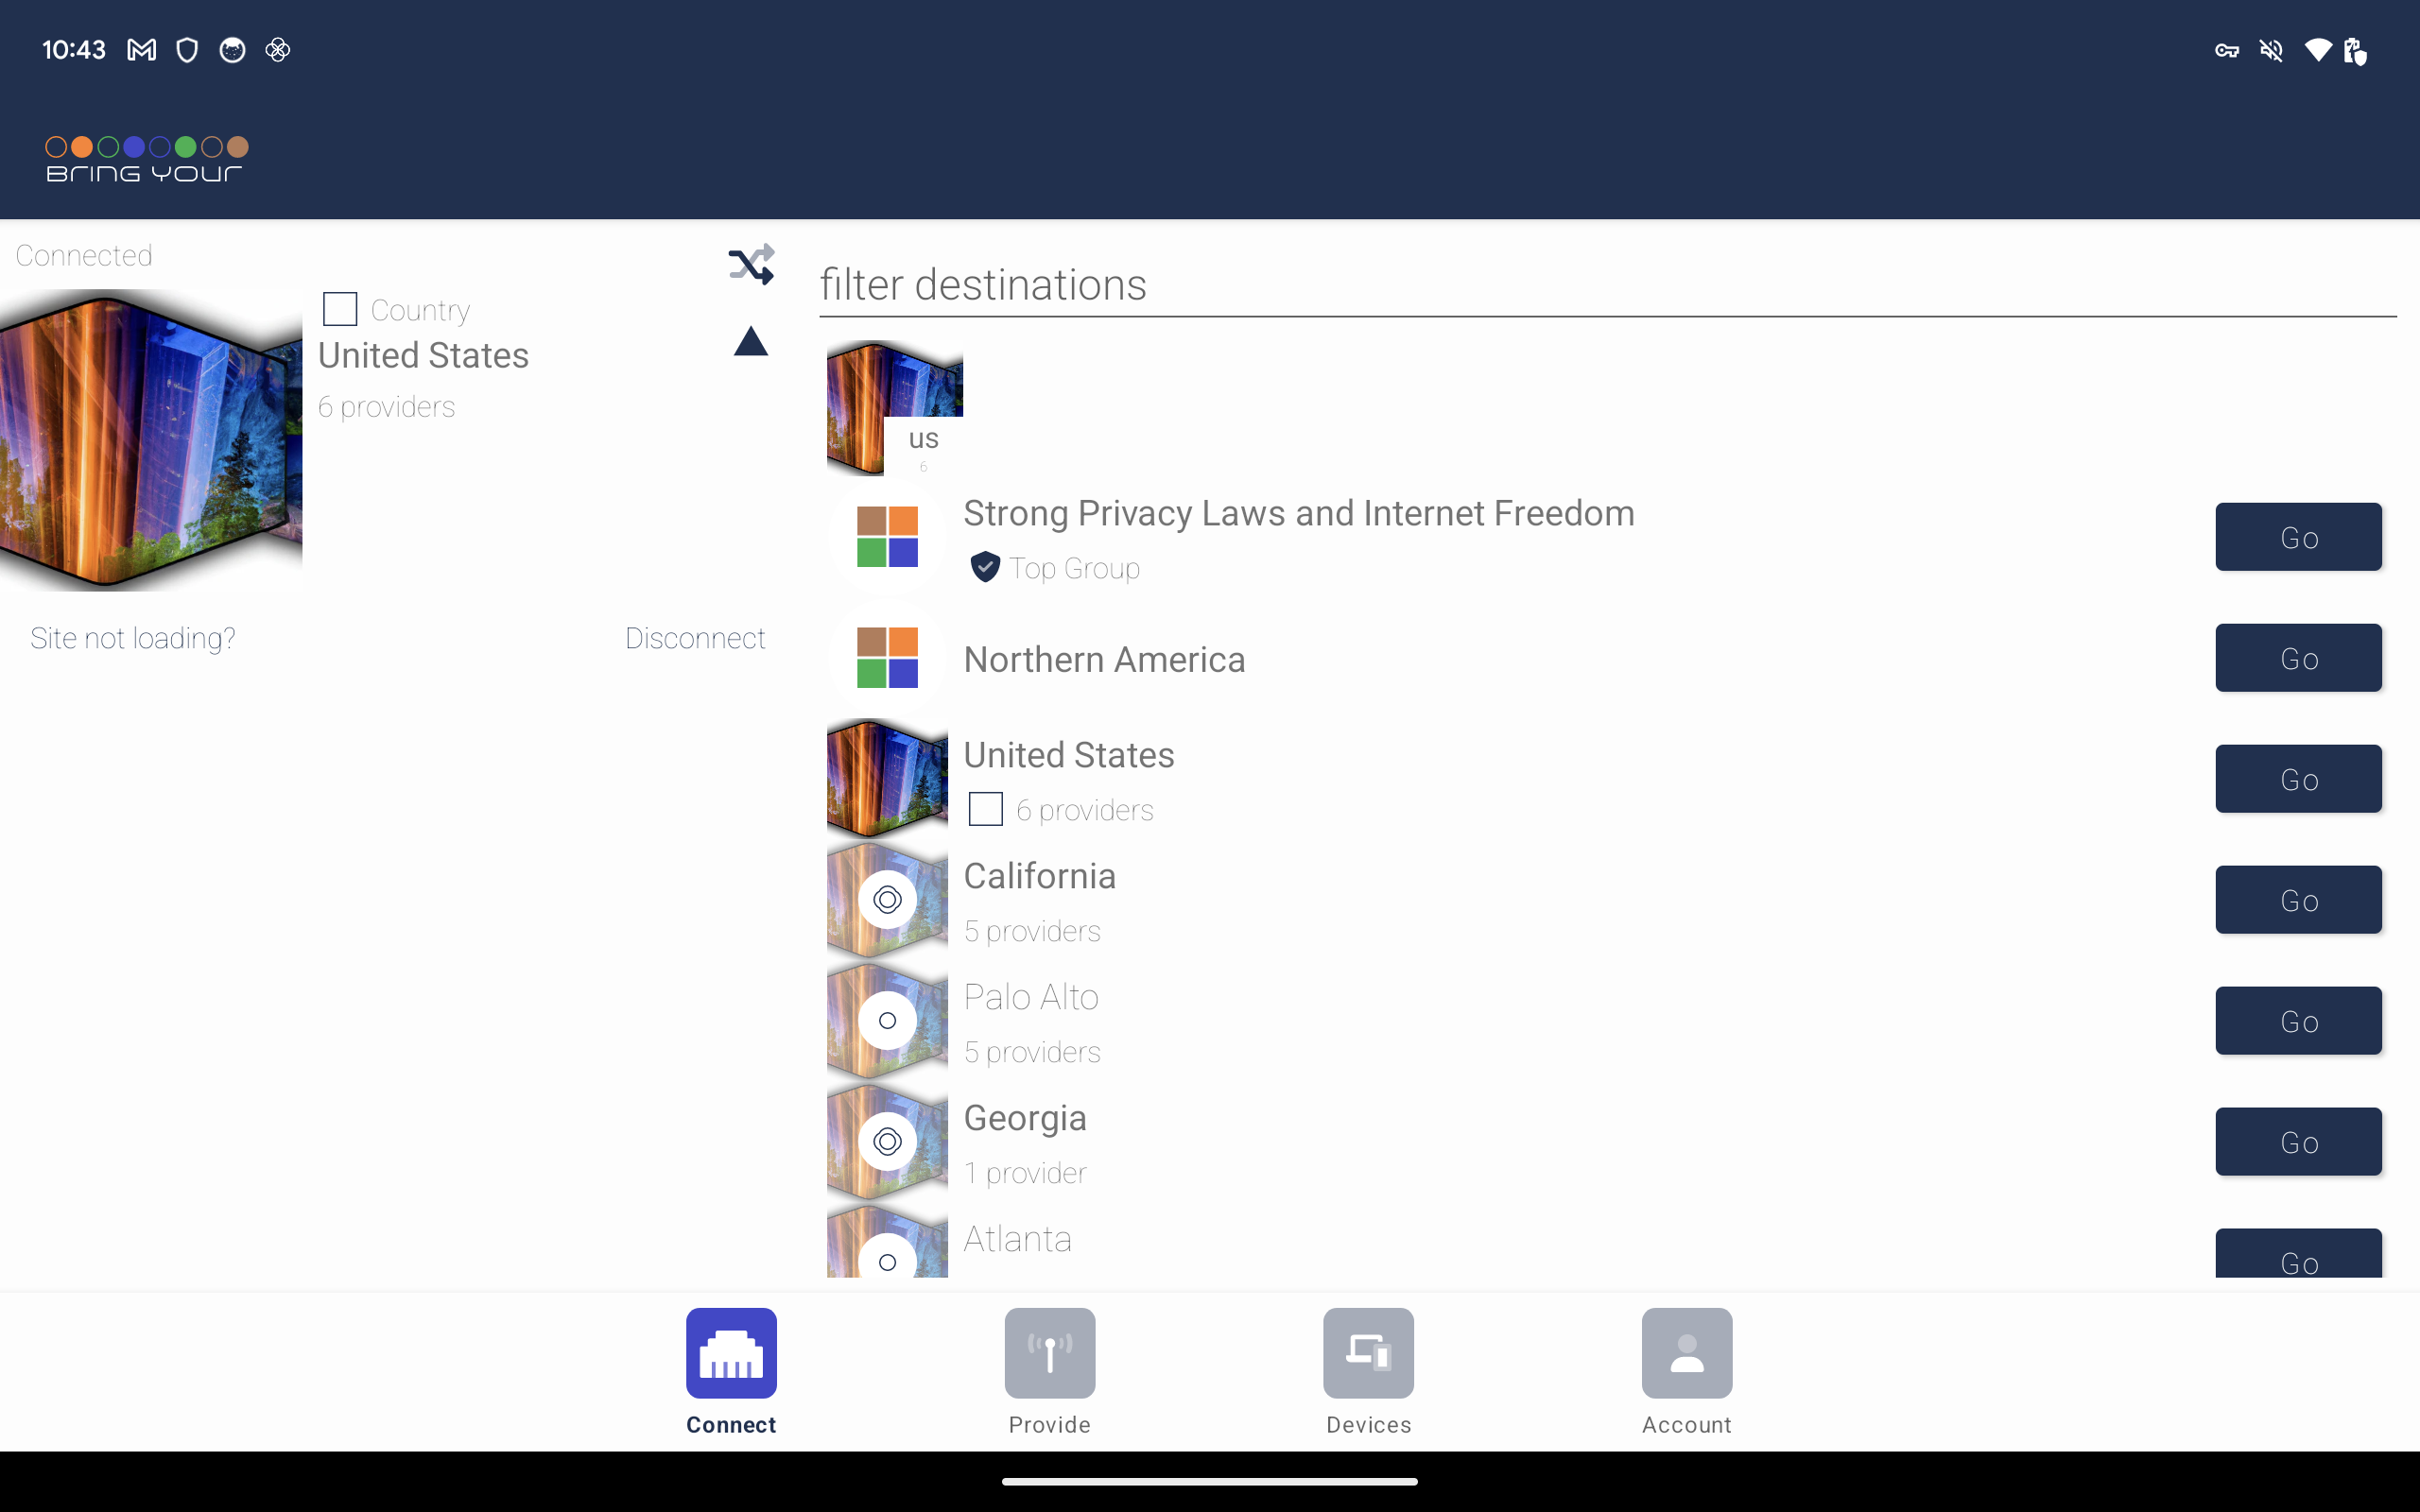 10:43
BRING YOUR
Connected
Country
United States
6 providers
Site not loading?
Disconnect
filter destinations
us
6
Strong Privacy Laws and Internet Freedom
Top Group
Go
Northern America
Go
United States
6 providers
Go
California
5 providers
Go
Palo Alto
5 providers
Go
Georgia
1 provider
Go
Atlanta
Go
Connect
Provide
Devices
Account